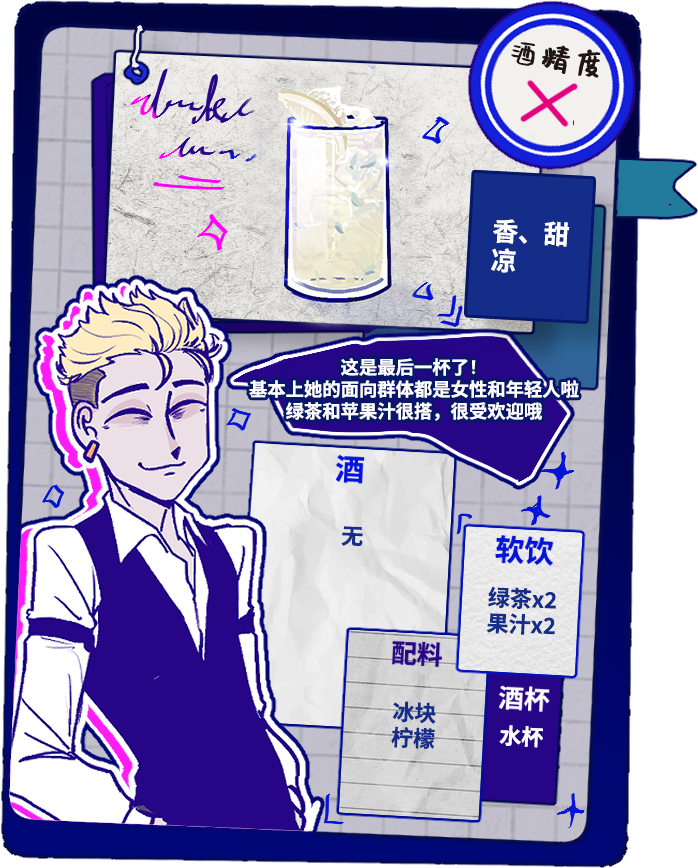 酒精度
香、甜
凉
这是最后一杯了!
基本上她的面向群体都是女性和年轻人啦
绿茶和苹果汁很搭，很受欢迎哦
酒
无
软饮
绿茶x2
果汁x2
配料
冰块
柠檬
酒杯
水杯